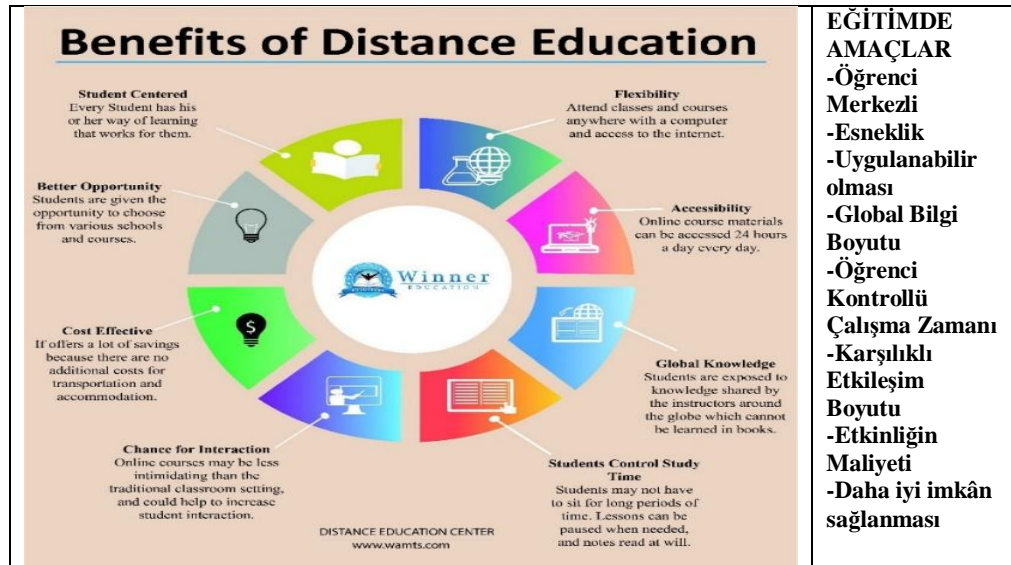 Benefits of Distance Education
Student Centered
Every Student has his
or her way of learning
that works for them.
Flexibility
Attend classes and courses
anywhere with a computer
and access to the internet.
Better Opportunity
Students are given the
opportunity to choose
from various schools
and courses.
Accessibility
Online course materials
can be accessed 24 hours
a day every day.
Winner
EDUCATION
Cost Effective
If offers a lot of savings
because there are no
additional costs for
transportation and
accommodation.
Global Knowledge
Students are exposed to
knowledge shared by
the instructors around
the globe which cannot
be learned in books.
Chance for Interaction
Online courses may be less
intimidating than the
traditional classroom setting,
and could help to increase
student interaction.
Students Control Study
Time
Students may not have
to sit for long periods of
time. Lessons can be
paused when needed,
and notes read at will.
DISTANCE EDUCATION CENTER
www.wamts.com
EĞİTİMDE
AMAÇLAR
-Öğrenci
Merkezli
-Esneklik
-Uygulanabilir
olması
-Global Bilgi
Boyutu
-Öğrenci
Kontrollü
Çalışma Zamanı
-Karşılıklı
Etkileşim
Boyutu
-Etkinliğin
Maliyeti
-Daha iyi imkân
sağlanması